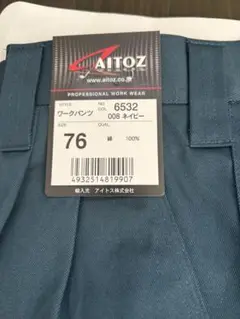 AITOZ
www.aitoz.co.jp
PROFESSIONAL WORK WEAR
STYLE
ワークパンツ
NO. 6532
COL. 008 ネイビー
SIZE
76
QUAL.
綿 100%
4932514819907
輸入元 アイトス株式会社